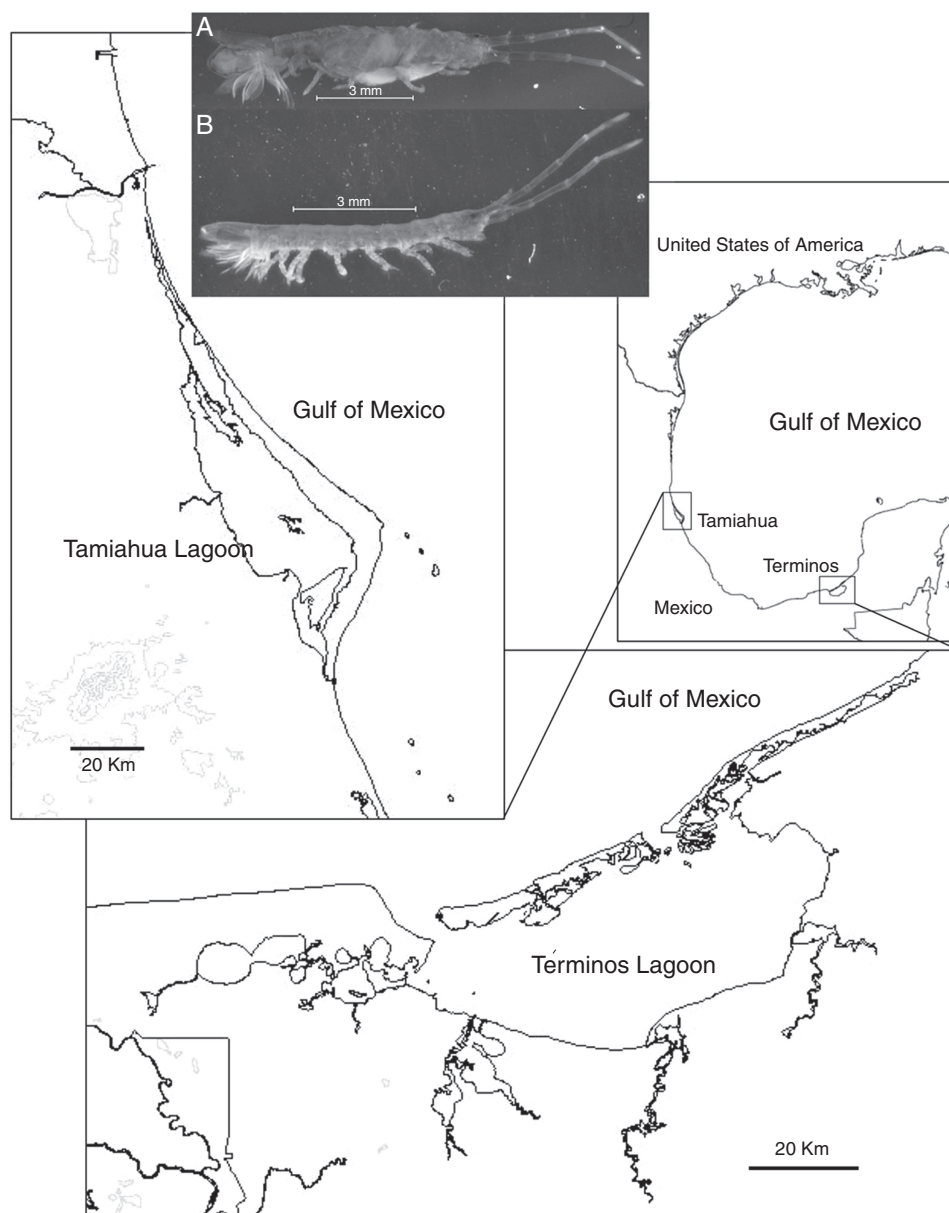 A
3 mm
B
3 mm
United States of America
Gulf of Mexico
Gulf of Mexico
Tamiahua
Tamiahua Lagoon
Terminos
Mexico
Gulf of Mexico
20 Km
Terminos Lagoon
20 Km